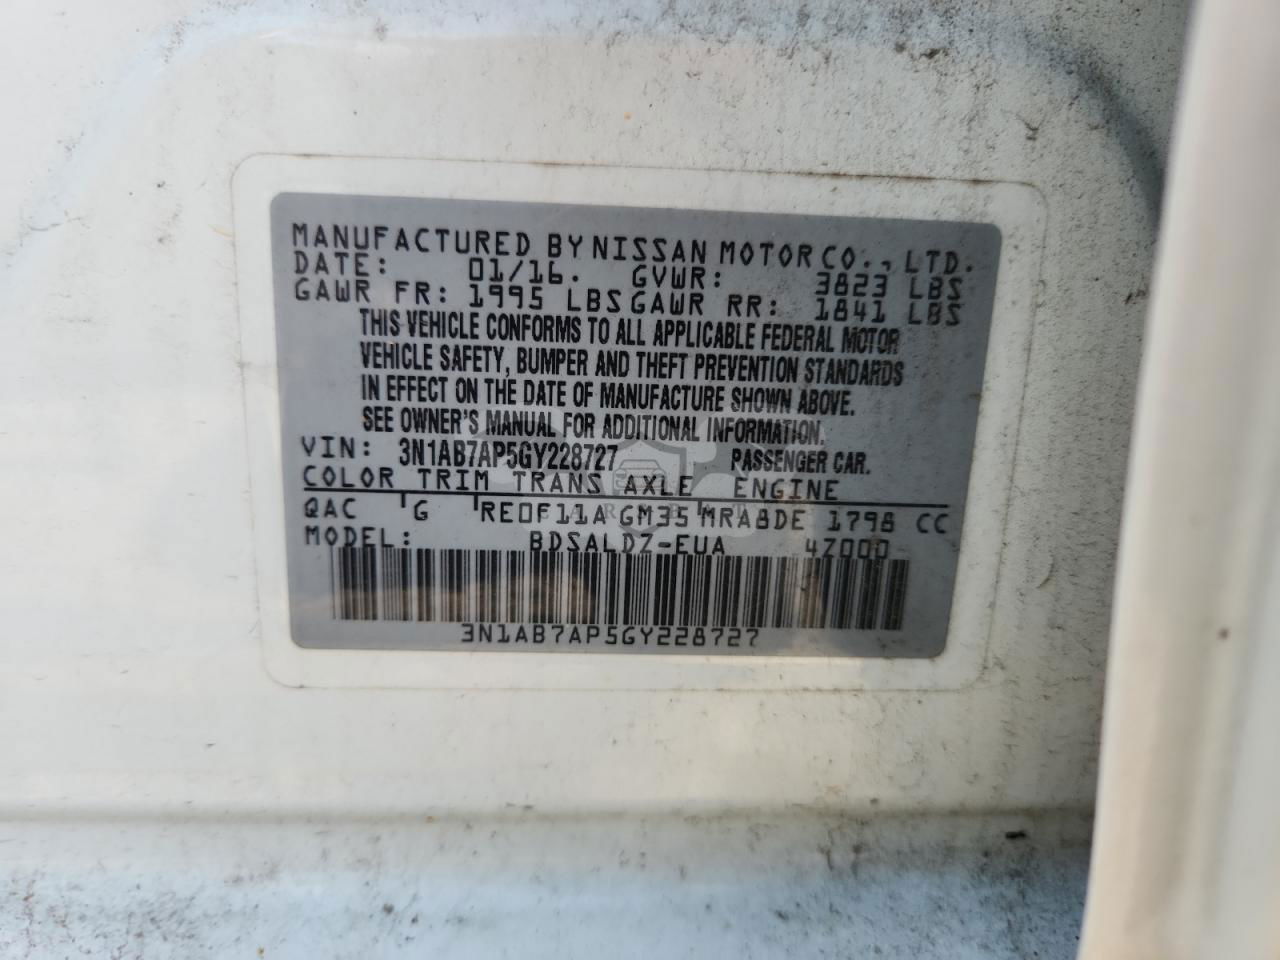 MANUFACTURED BY NISSAN MOTOR CO., LTD.
DATE: 01/16. GVWR: 3823 LBS
GAWR FR: 1995 LBS GAWR RR: 1841 LBS
THIS VEHICLE CONFORMS TO ALL APPLICABLE FEDERAL MOTOR
VEHICLE SAFETY, BUMPER AND THEFT PREVENTION STANDARDS
IN EFFECT ON THE DATE OF MANUFACTURE SHOWN ABOVE.
SEE OWNER'S MANUAL FOR ADDITIONAL INFORMATION.
VIN: 3N1AB7AP5GY228727 PASSENGER CAR.
COLOR TRIM TRANS AXLE ENGINE
QAC G RE0F11A GM35 MRA8DE 1798 CC
MODEL: BDSALDZ-EUA 47000
3N1AB7AP5GY228727